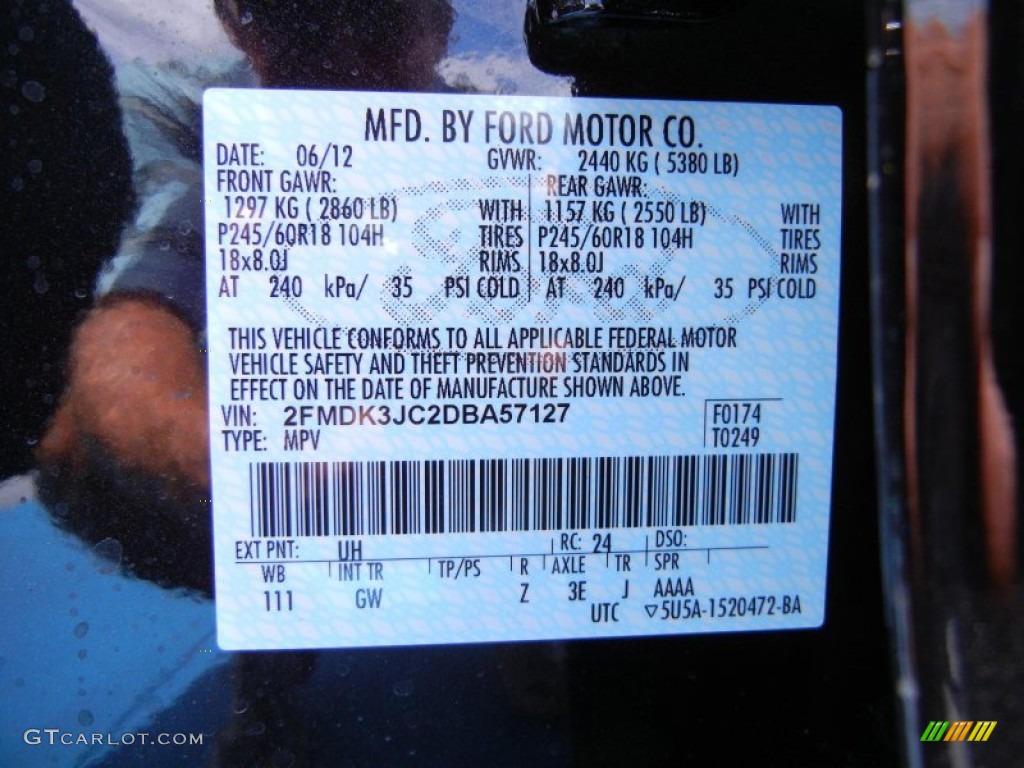 MFD. BY FORD MOTOR CO.
DATE: 06/12 GVWR: 2440 KG ( 5380 LB)
FRONT GAWR: REAR GAWR:
1297 KG ( 2860 LB) WITH 1157 KG ( 2550 LB) WITH
P245/60R18 104H TIRES P245/60R18 104H TIRES
18x8.0J RIMS 18x8.0J RIMS
AT 240 kPa/ 35 PSI COLD AT 240 kPa/ 35 PSI COLD
THIS VEHICLE CONFORMS TO ALL APPLICABLE FEDERAL MOTOR
VEHICLE SAFETY AND THEFT PREVENTION STANDARDS IN
EFFECT ON THE DATE OF MANUFACTURE SHOWN ABOVE.
VIN: 2FMDK3JC2DBA57127 F0174
TYPE: MPV T0249
EXT PNT: UH RC: 24 DSO:
WB INT TR TP/PS R AXLE TR SPR
111 GW Z 3E J AAAA
UTC ▽5U5A-1520472-BA
GTCARLOT.COM